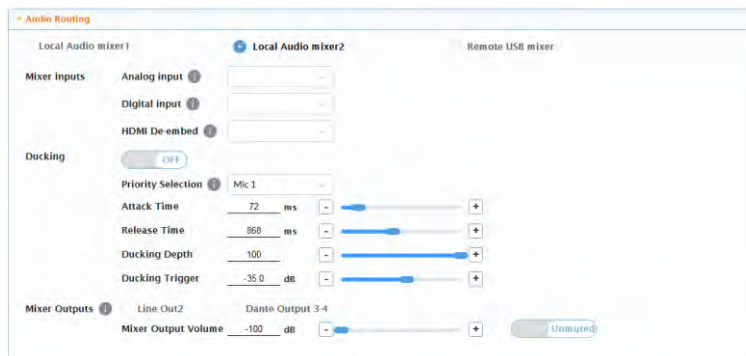 Audio Routing
Local Audio mixer1 Local Audio mixer2 Remote USB mixer
Mixer Inputs Analog input
Digital input
HDMI De-embed
Ducking OFF
Priority Selection Mic 1
Attack Time 72 ms - +
Release Time 868 ms - +
Ducking Depth 100 - +
Ducking Trigger -35.0 dB - +
Mixer Outputs Line Out2 Dante Output 3-4
Mixer Output Volume -100 dB - + Unmuted